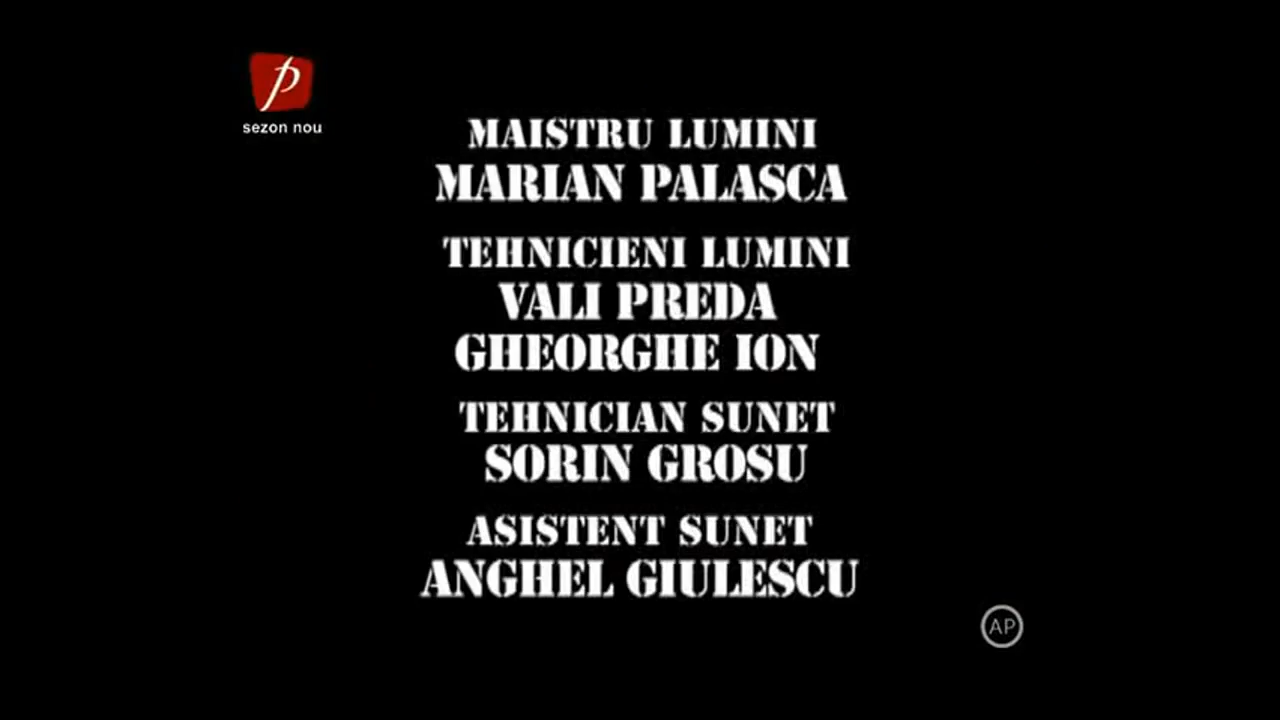 p
sezon nou
MAISTRU LUMINI
MARIAN PALASCA
TEHNICIENI LUMINI
VALI PREDA
GHEORGHE ION
TEHNICIAN SUNET
SORIN GROSU
ASISTENT SUNET
ANGHEL GIULESCU
AP